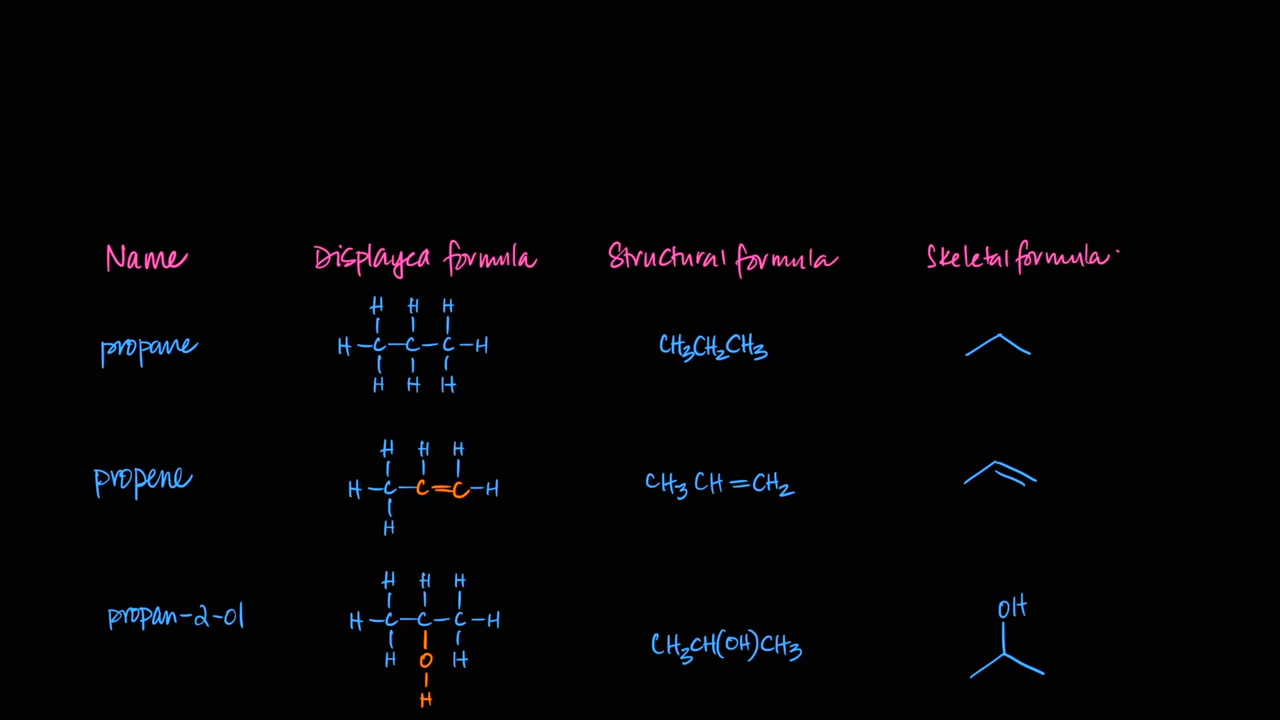 Name Displayed formula Structural formula Skeletal formula
H H H
propane H-C-C-C-H CH₃CH₂CH₃
H H H
H H H
propene H-C-C=C-H CH₃CH=CH₂
H
H H H OH
propan-2-ol H-C-C-C-H CH₃CH(OH)CH₃
H O H
H